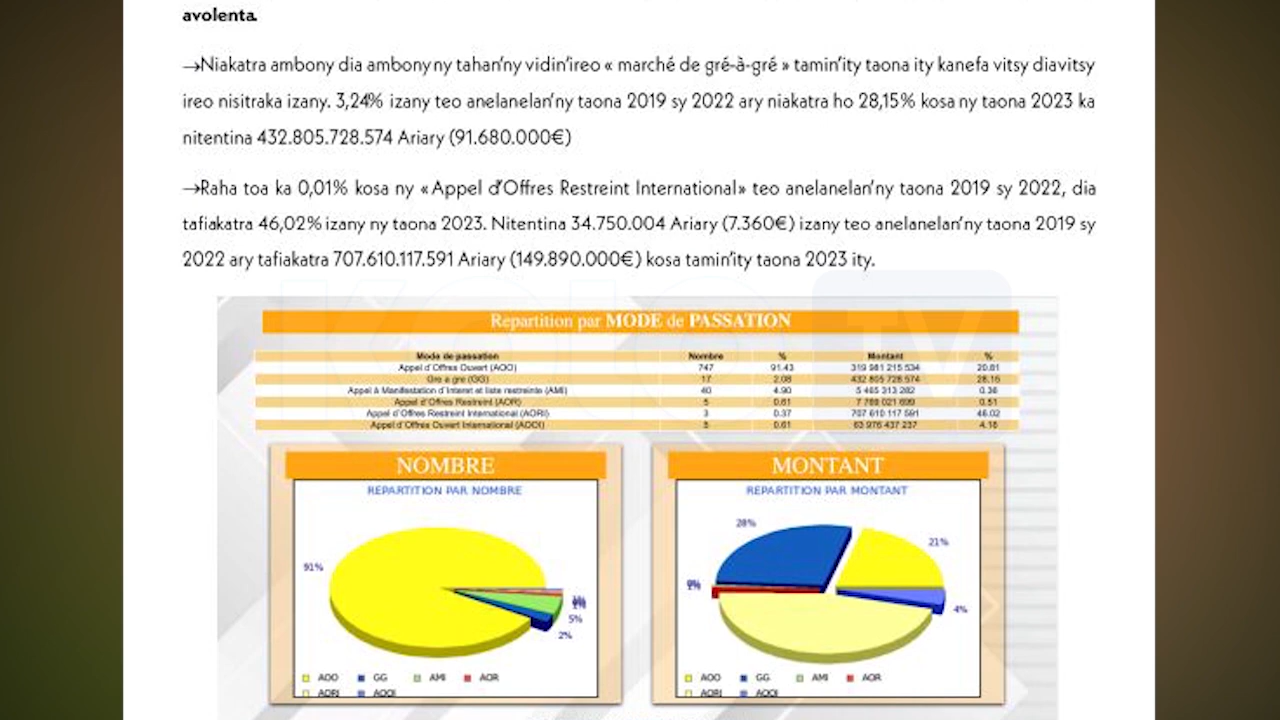 avolenta.
→Niakatra ambony dia ambony ny tahan'ny vidin'ireo « marché de gré-à-gré » tamin'ity taona ity kanefa vitsy diavitsy
ireo nisitraka izany. 3,24% izany teo anelanelan'ny taona 2019 sy 2022 ary niakatra ho 28,15% kosa ny taona 2023 ka
nitentina 432.805.728.574 Ariary (91.680.000€)
→Raha toa ka 0,01% kosa ny «Appel d'Offres Restreint International» teo anelanelan'ny taona 2019 sy 2022, dia
tafiakatra 46,02% izany ny taona 2023. Nitentina 34.750.004 Ariary (7.360€) izany teo anelanelan'ny taona 2019 sy
2022 ary tafiakatra 707.610.117.591 Ariary (149.890.000€) kosa tamin'ity taona 2023 ity.
Kolo TV
Repartition par MODE de PASSATION
Mode de passation Nombre % Montant %
Appel d'Offres Ouvert (AOO) 747 91.43 319 981 215 534 20.81
Gre a gre (GG) 17 2.08 432 805 728 574 28.15
Appel à Manifestation d'Interet et liste restreinte (AMI) 40 4.90 5 465 313 282 0.36
Appel d'Offres Restreint (AOR) 5 0.61 7 789 021 699 0.51
Appel d'Offres Restreint International (AORI) 3 0.37 707 610 117 591 46.02
Appel d'Offres Ouvert International (AOOI) 5 0.61 63 976 437 237 4.16
NOMBRE
REPARTITION PAR NOMBRE
91%
5%
2%
AOO GG AMI AOR
AORI AOOI
MONTANT
REPARTITION PAR MONTANT
28%
21%
4%
AOO GG AMI AOR
AORI AOOI